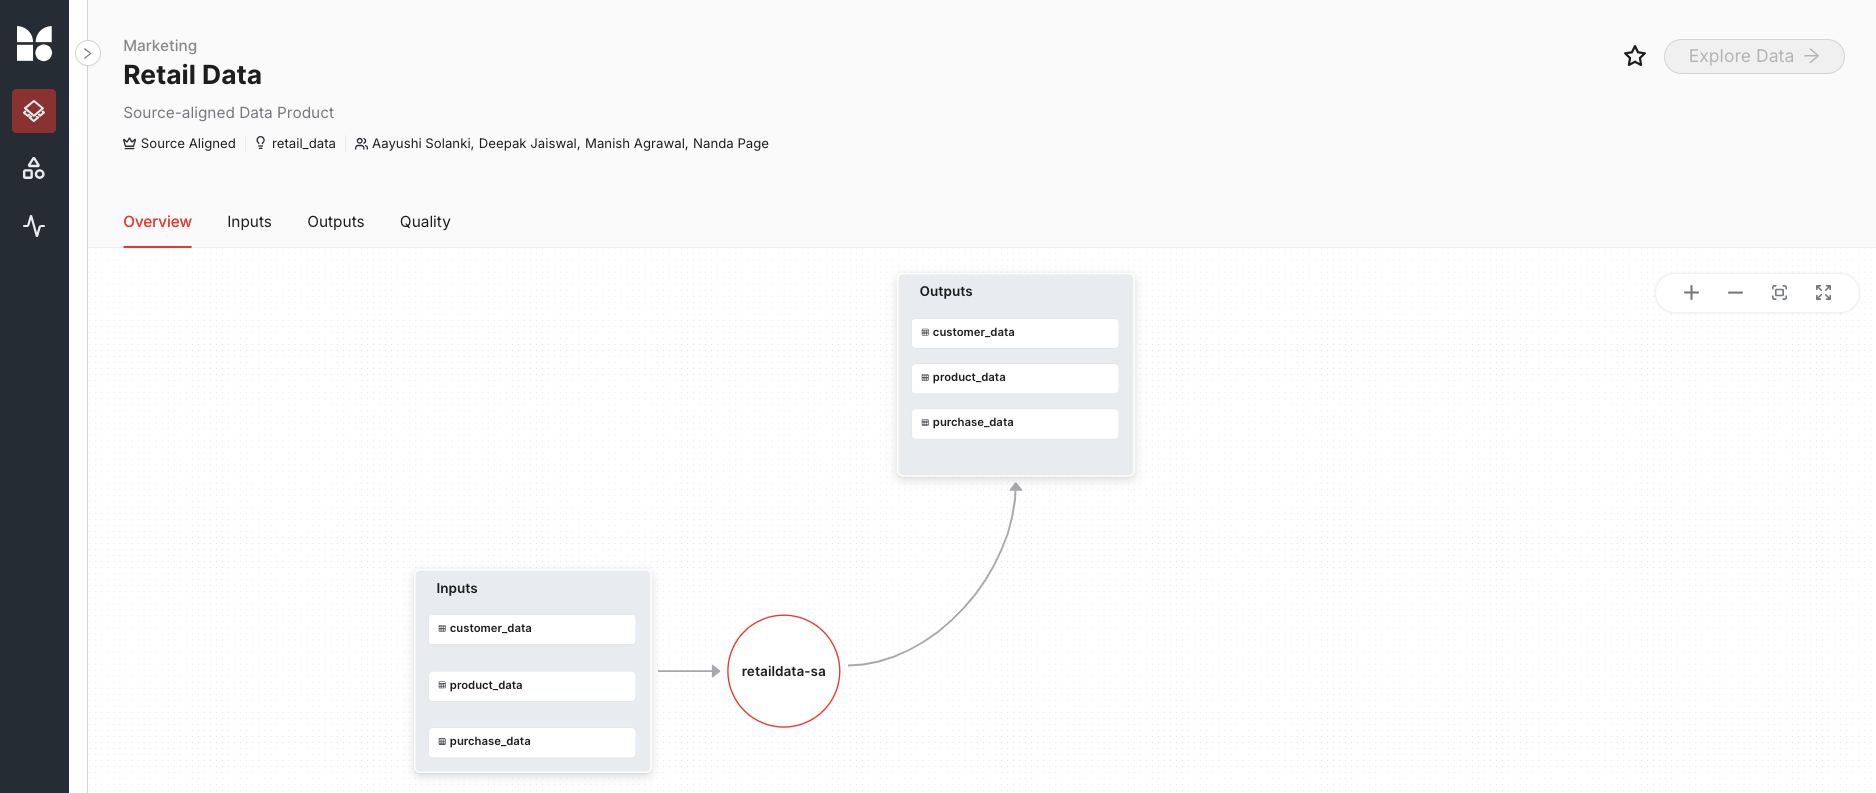 Marketing
Retail Data
Explore Data
Source-aligned Data Product
Source Aligned retail_data Aayushi Solanki, Deepak Jaiswal, Manish Agrawal, Nanda Page
Overview Inputs Outputs Quality
Outputs
customer_data
product_data
purchase_data
Inputs
customer_data
product_data
purchase_data
retaildata-sa